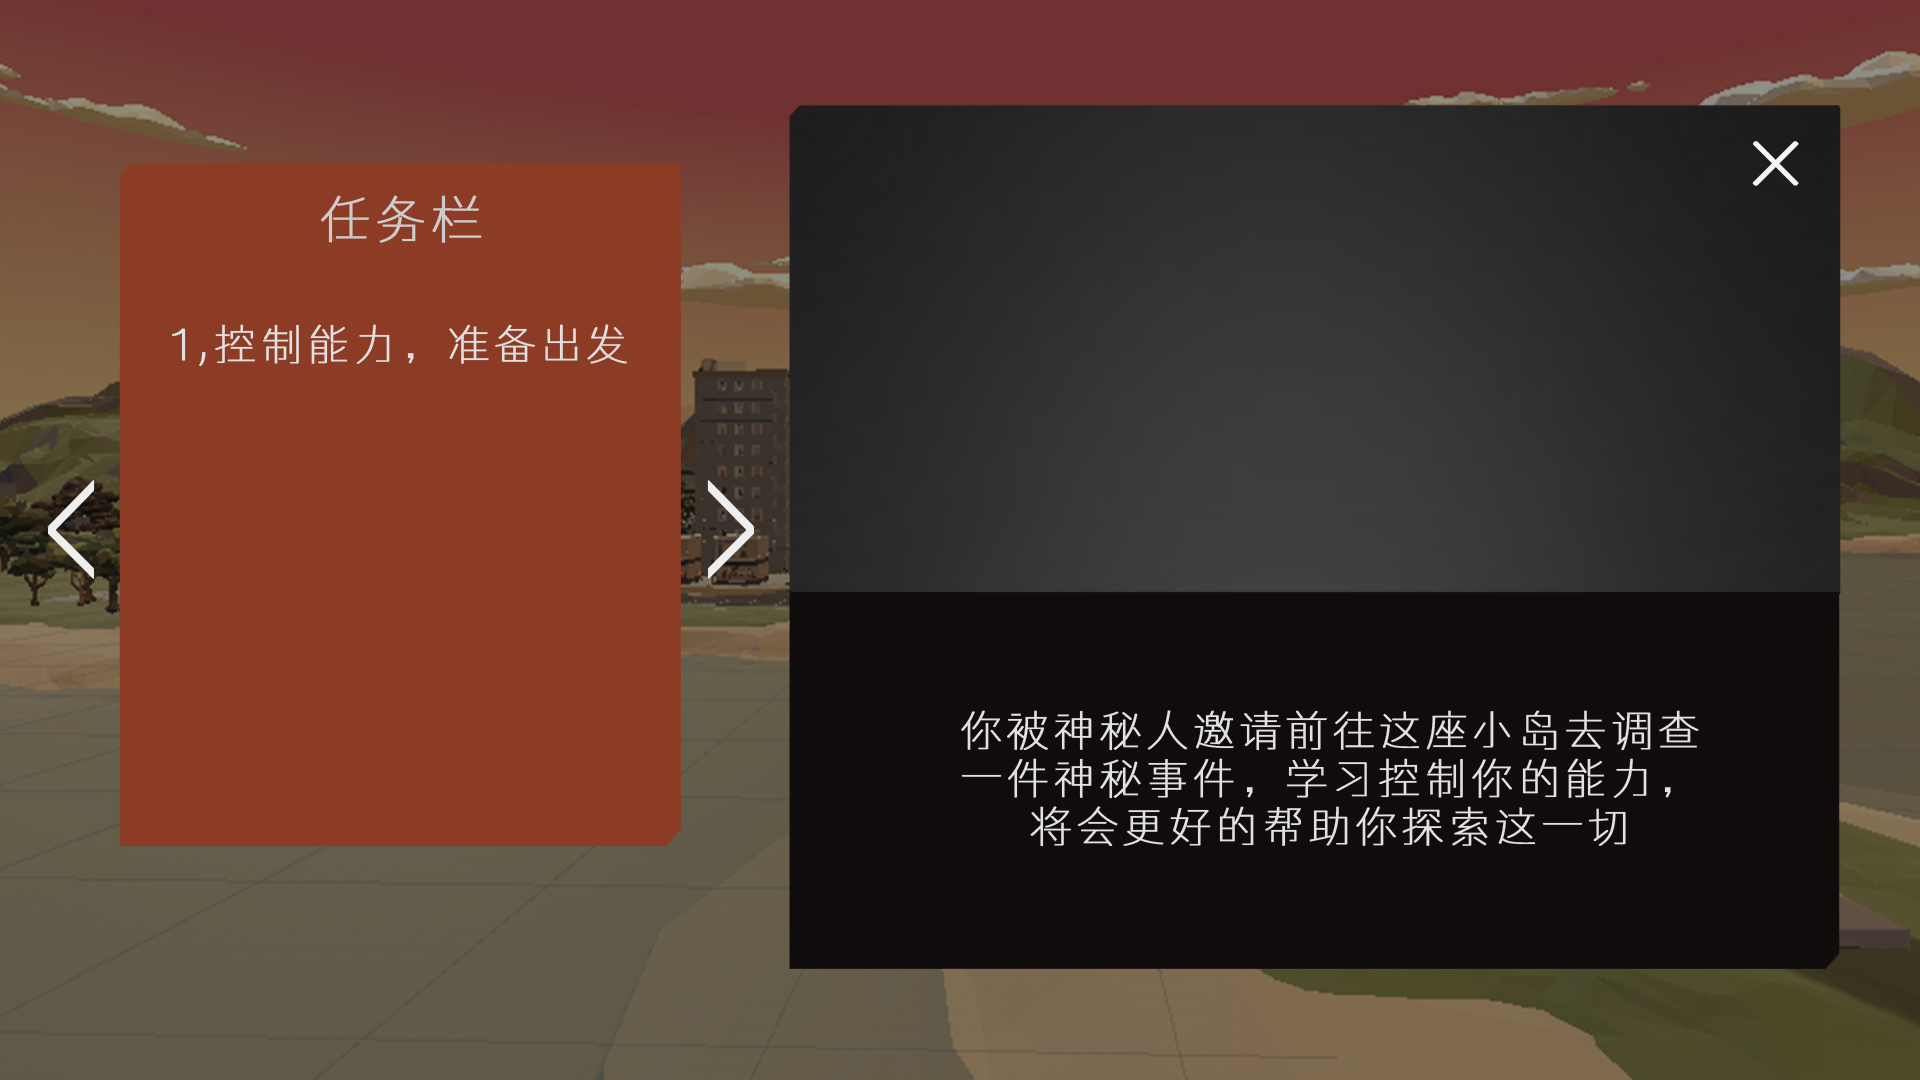 任务栏
1,控制能力，准备出发
你被神秘人邀请前往这座小岛去调查
一件神秘事件，学习控制你的能力，
将会更好的帮助你探索这一切